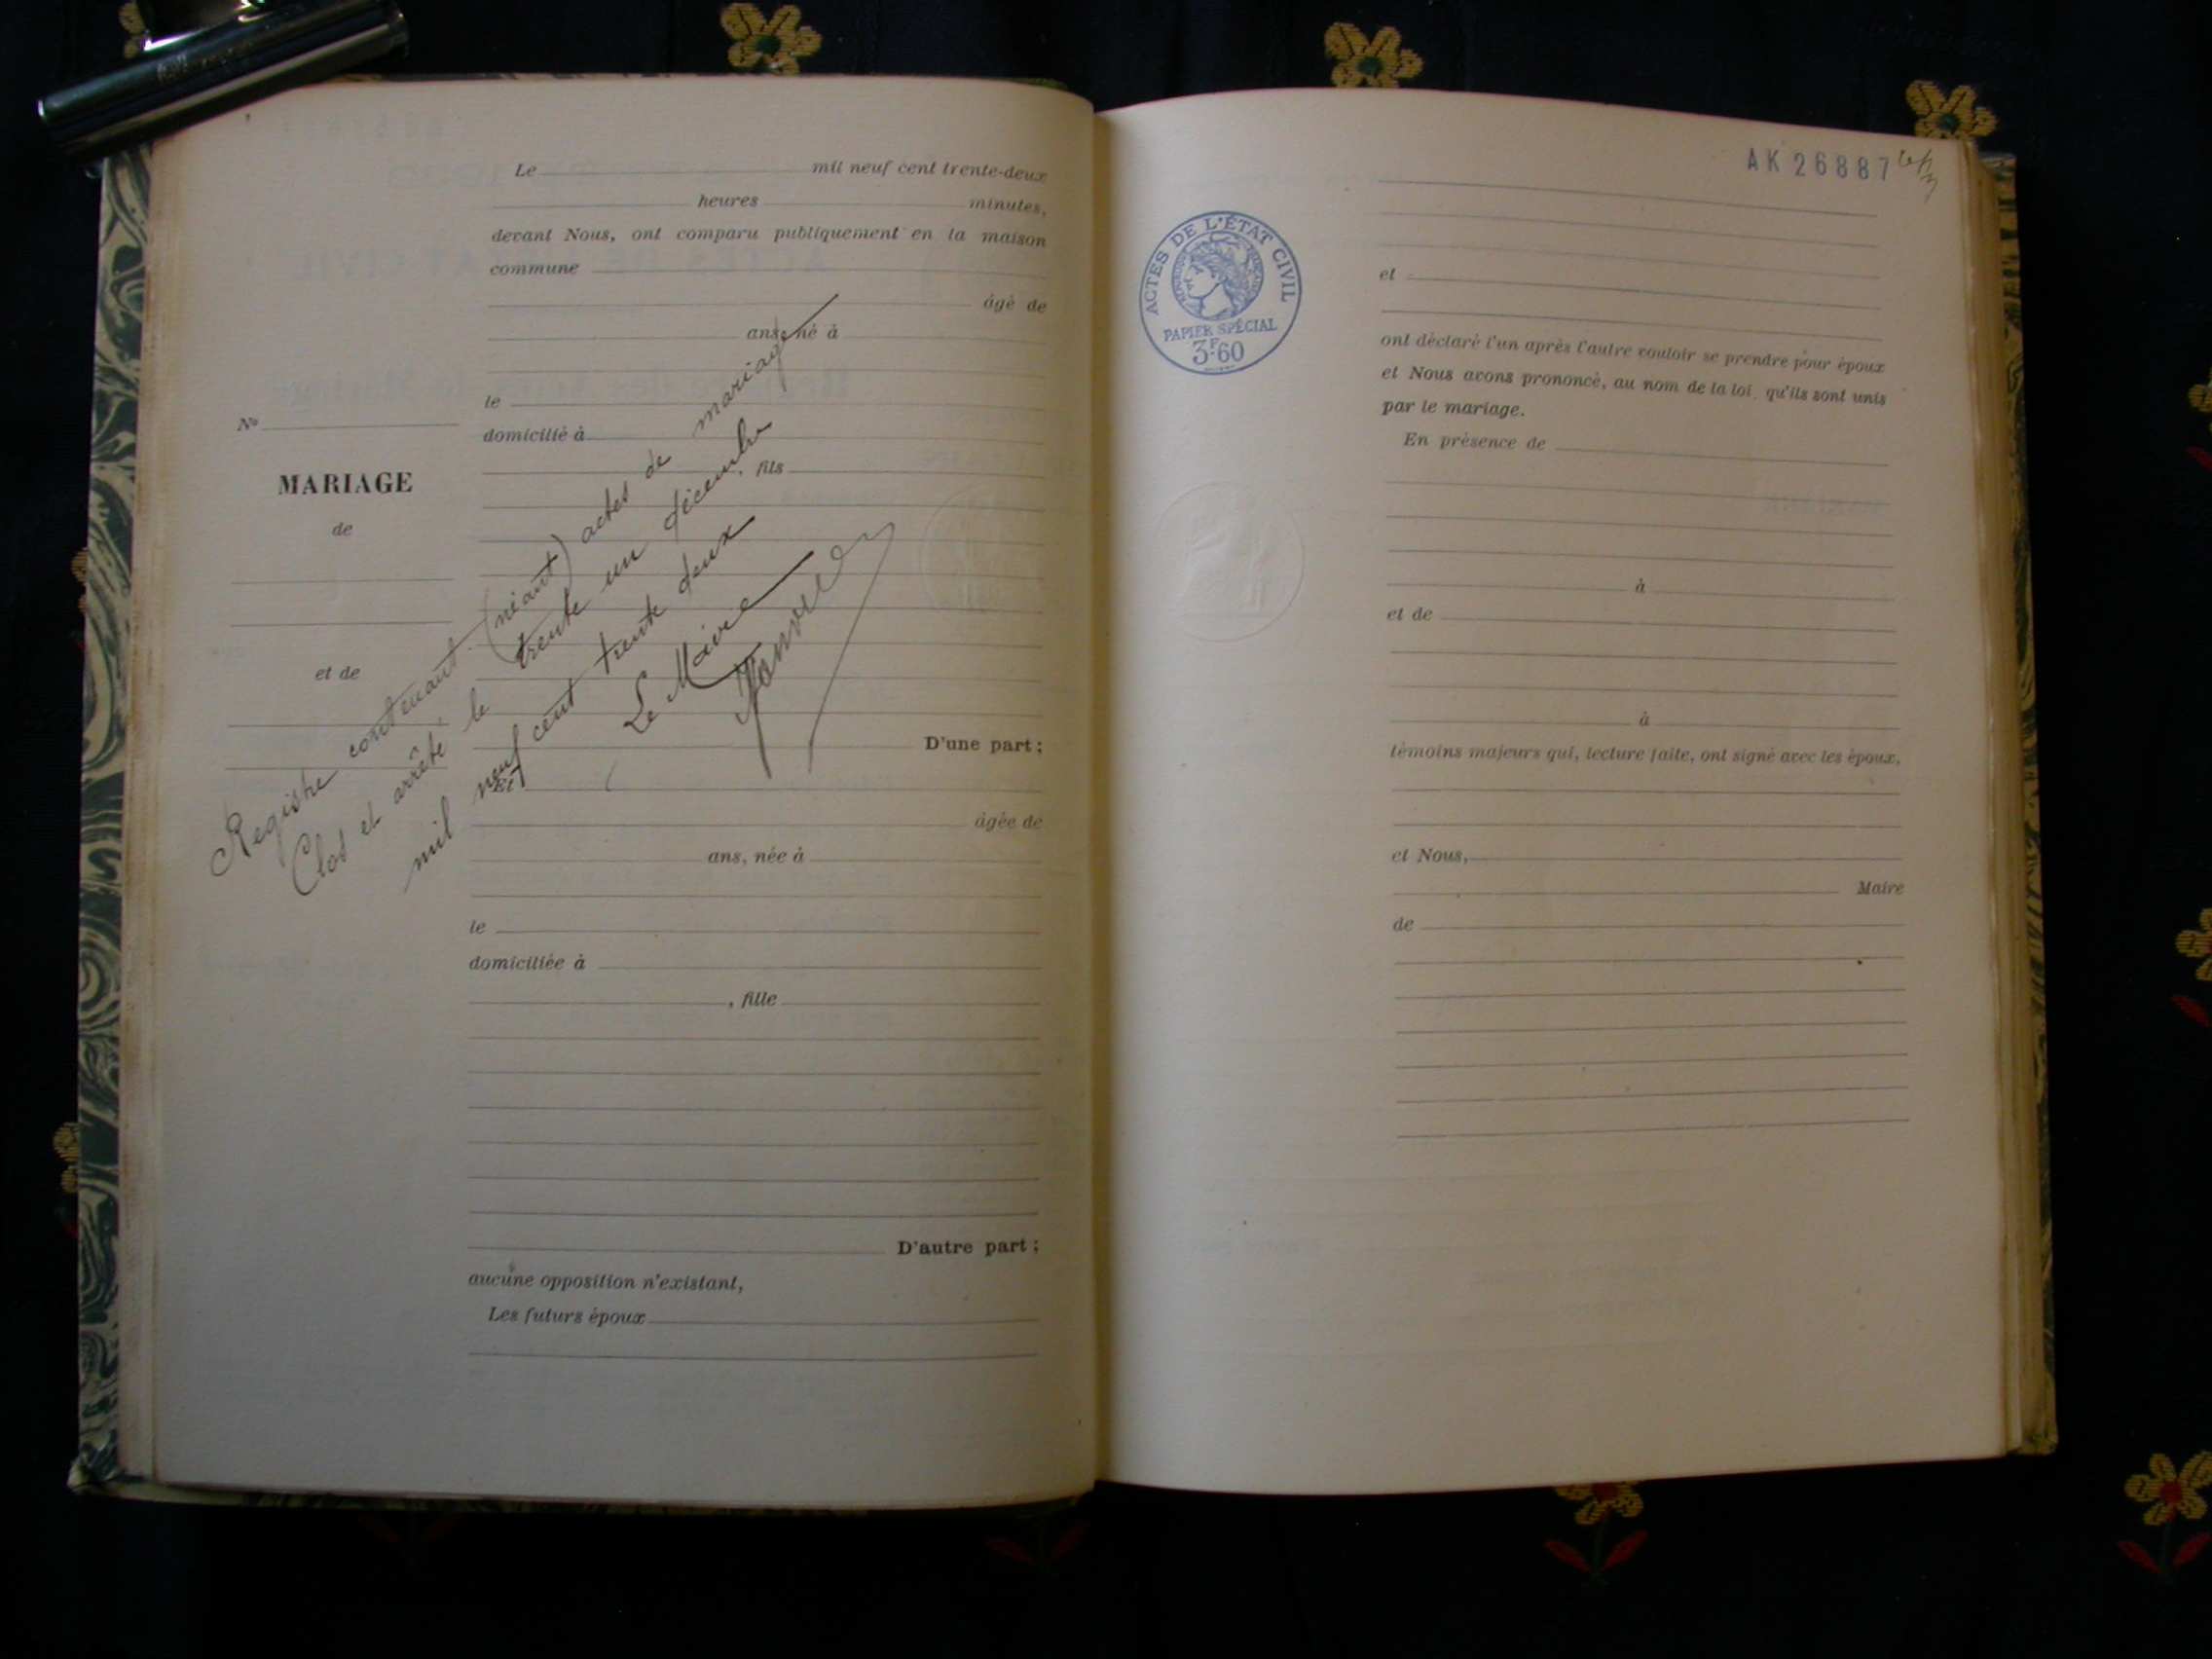 Le mil neuf cent trente-deux
heures minutes,
devant Nous, ont comparu publiquement en la maison
commune
âgé de
ans, né à
le
domicilié à
, fils
D'une part ;
Et
âgée de
ans, née à
le
domiciliée à
, fille
D'autre part ;
aucune opposition n'existant,
Les futurs époux
No
MARIAGE
de
et de
Registre contenant (néant) actes de mariage
Clos et arrêté le trente un décembre
mil neuf cent trente deux
Le Maire
AK 26887
ACTES DE L'ÉTAT CIVIL
PAPIER SPÉCIAL
3F.60
et
ont déclaré l'un après l'autre vouloir se prendre pour époux
et Nous avons prononcé, au nom de la loi, qu'ils sont unis
par le mariage.
En présence de
à
et de
à
témoins majeurs qui, lecture faite, ont signé avec les époux,
et Nous,
Maire
de